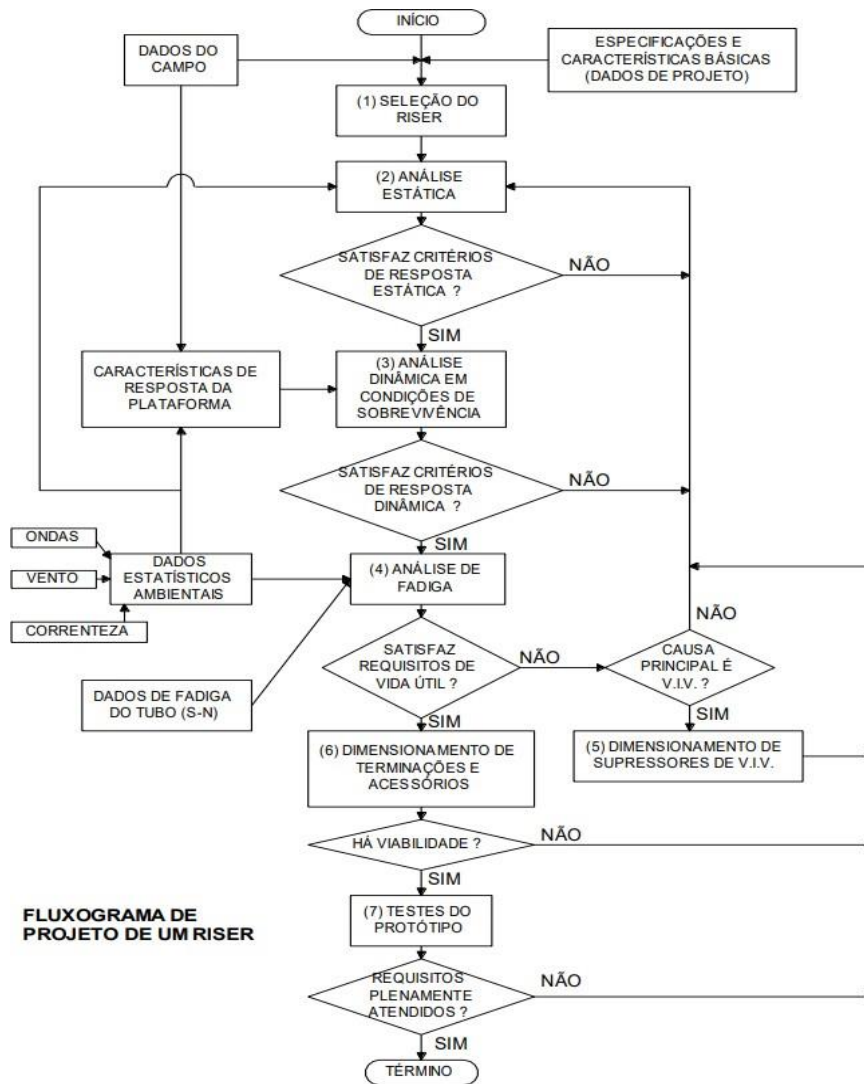 INÍCIO
DADOS DO
CAMPO
ESPECIFICAÇÕES E
CARACTERÍSTICAS BÁSICAS
(DADOS DE PROJETO)
(1) SELEÇÃO DO
RISER
(2) ANÁLISE
ESTÁTICA
SATISFAZ CRITÉRIOS
DE RESPOSTA
ESTÁTICA ?
NÃO
SIM
CARACTERÍSTICAS DE
RESPOSTA DA
PLATAFORMA
(3) ANÁLISE
DINÂMICA EM
CONDIÇÕES DE
SOBREVIVÊNCIA
SATISFAZ CRITÉRIOS
DE RESPOSTA
DINÂMICA ?
NÃO
SIM
ONDAS
VENTO
CORRENTEZA
DADOS
ESTATÍSTICOS
AMBIENTAIS
(4) ANÁLISE DE
FADIGA
DADOS DE FADIGA
DO TUBO (S-N)
SATISFAZ
REQUISITOS DE
VIDA ÚTIL ?
NÃO
SIM
CAUSA
PRINCIPAL É
V.I.V. ?
NÃO
SIM
(5) DIMENSIONAMENTO DE
SUPRESSORES DE V.I.V.
(6) DIMENSIONAMENTO DE
TERMINAÇÕES E
ACESSÓRIOS
HÁ VIABILIDADE ?
NÃO
SIM
FLUXOGRAMA DE
PROJETO DE UM RISER
(7) TESTES DO
PROTÓTIPO
REQUISITOS
PLENAMENTE
ATENDIDOS ?
NÃO
SIM
TÉRMINO